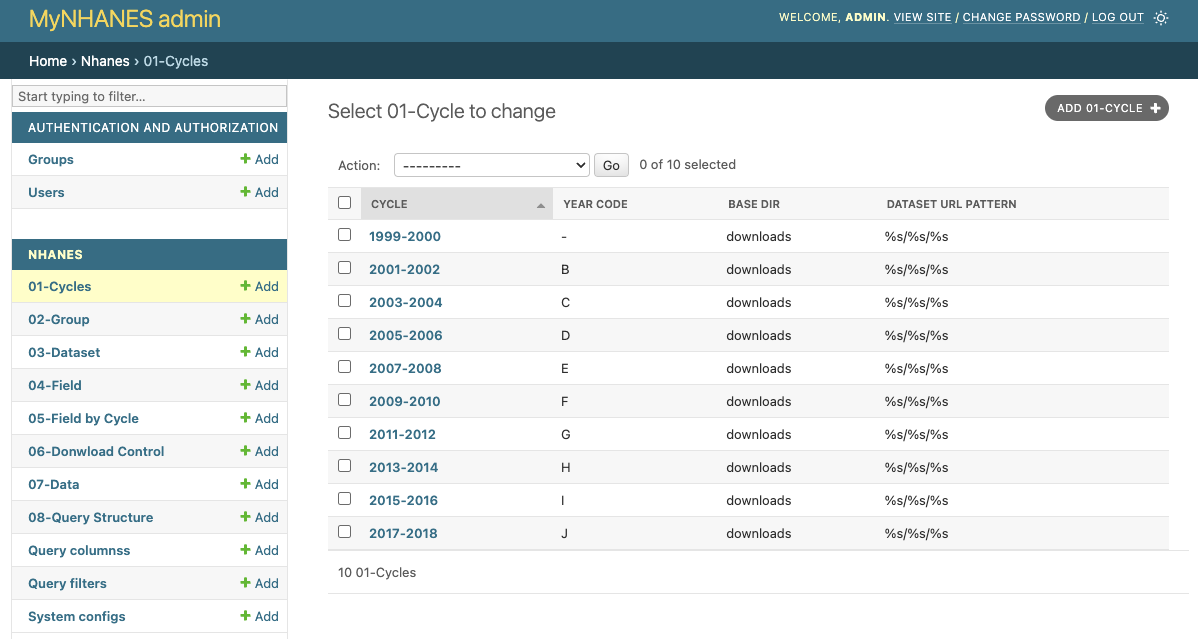 MyNHANES admin
WELCOME, ADMIN. VIEW SITE / CHANGE PASSWORD / LOG OUT
Home › Nhanes › 01-Cycles
Start typing to filter...
AUTHENTICATION AND AUTHORIZATION
Groups + Add
Users + Add
NHANES
01-Cycles + Add
02-Group + Add
03-Dataset + Add
04-Field + Add
05-Field by Cycle + Add
06-Donwload Control + Add
07-Data + Add
08-Query Structure + Add
Query columnss + Add
Query filters + Add
System configs + Add
Select 01-Cycle to change
ADD 01-CYCLE +
Action: --------- Go 0 of 10 selected
CYCLE YEAR CODE BASE DIR DATASET URL PATTERN
1999-2000 - downloads %s/%s/%s
2001-2002 B downloads %s/%s/%s
2003-2004 C downloads %s/%s/%s
2005-2006 D downloads %s/%s/%s
2007-2008 E downloads %s/%s/%s
2009-2010 F downloads %s/%s/%s
2011-2012 G downloads %s/%s/%s
2013-2014 H downloads %s/%s/%s
2015-2016 I downloads %s/%s/%s
2017-2018 J downloads %s/%s/%s
10 01-Cycles